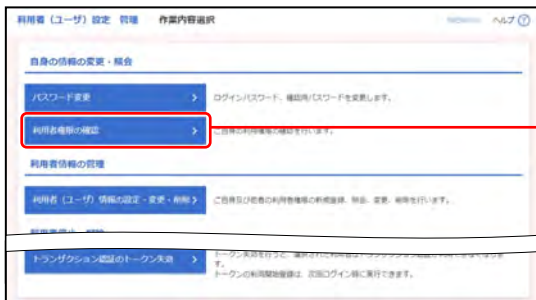 利用者（ユーザ）設定 管理 作業内容選択
ヘルプ ?
自身の情報の変更・照会
パスワード変更 >
ログインパスワード、確認用パスワードを変更します。
利用者権限の確認 >
ご自身の利用者権限の確認を行います。
利用者情報の管理
利用者（ユーザ）情報の設定・変更・削除 >
ご自身及び他者の利用者情報の新規登録、照会、変更、削除を行います。
トランザクション認証のトークン失効 >
す。
トークンの利用開始登録は、次回ログイン時に実行できます。